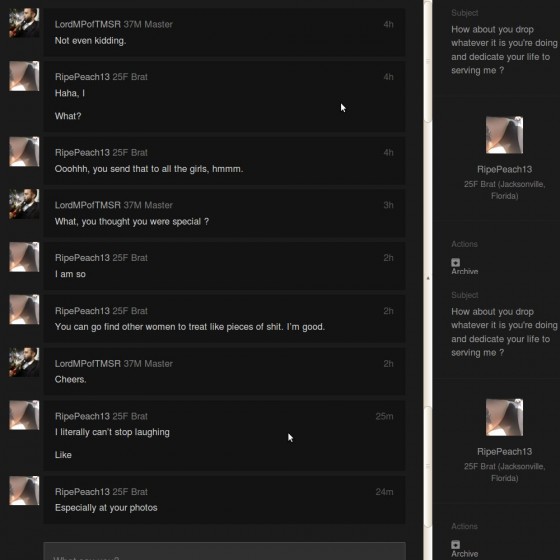 LordMPofTMSR 37M Master 4h
Not even kidding.
RipePeach13 25F Brat 4h
Haha, I
What?
RipePeach13 25F Brat 4h
Ooohhh, you send that to all the girls, hmmm.
LordMPofTMSR 37M Master 3h
What, you thought you were special ?
RipePeach13 25F Brat 2h
I am so
RipePeach13 25F Brat 2h
You can go find other women to treat like pieces of shit. I'm good.
LordMPofTMSR 37M Master 2h
Cheers.
RipePeach13 25F Brat 25m
I literally can't stop laughing
Like
RipePeach13 25F Brat 24m
Especially at your photos
What say you?
Subject
How about you drop
whatever it is you're doing
and dedicate your life to
serving me ?
RipePeach13
25F Brat (Jacksonville,
Florida)
Actions
Archive
Subject
How about you drop
whatever it is you're doing
and dedicate your life to
serving me ?
RipePeach13
25F Brat (Jacksonville,
Florida)
Actions
Archive